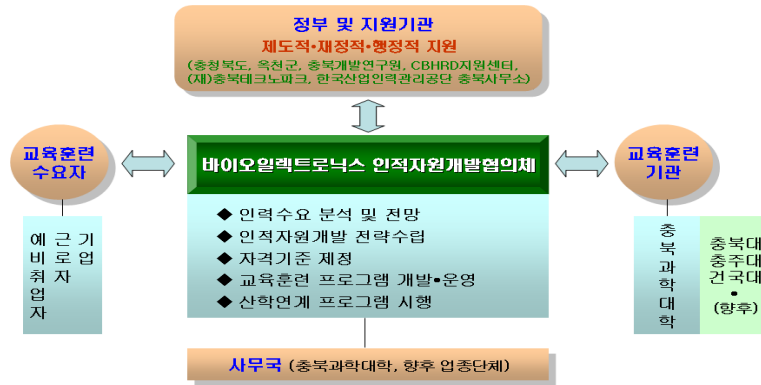 정부 및 지원기관
제도적•재정적•행정적 지원
(충청북도, 옥천군, 충북개발연구원, CBHRD지원센터,
(재)충북테크노파크, 한국산업인력관리공단 충북사무소)
교육훈련
수요자
바이오일렉트로닉스 인적자원개발협의체
교육훈련
기관
예비취업자
근로자
기업
◆ 인력수요 분석 및 전망
◆ 인적자원개발 전략수립
◆ 자격기준 제정
◆ 교육훈련 프로그램 개발•운영
◆ 산학연계 프로그램 시행
충북과학대학
충북대
충주대
건국대
•
(향후)
사무국 (충북과학대학, 향후 업종단체)